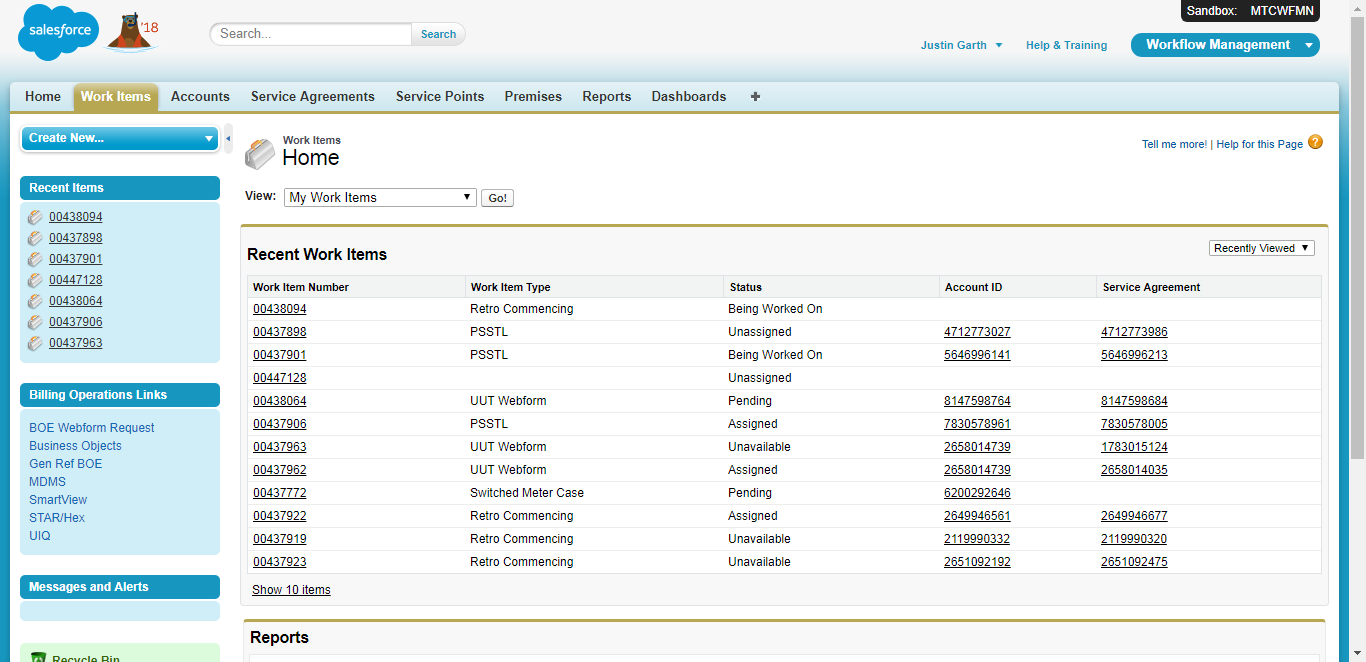 Sandbox: MTCWFMN
salesforce
'18
Search...
Search
Justin Garth
Help & Training
Workflow Management
Home
Work Items
Accounts
Service Agreements
Service Points
Premises
Reports
Dashboards
+
Create New...
Recent Items
00438094
00437898
00437901
00447128
00438064
00437906
00437963
Billing Operations Links
BOE Webform Request
Business Objects
Gen Ref BOE
MDMS
SmartView
STAR/Hex
UIQ
Messages and Alerts
Recycle Bin
Work Items
Home
Tell me more! | Help for this Page ?
View: My Work Items Go!
Recent Work Items
Recently Viewed
Work Item Number Work Item Type Status Account ID Service Agreement
00438094 Retro Commencing Being Worked On
00437898 PSSTL Unassigned 4712773027 4712773986
00437901 PSSTL Being Worked On 5646996141 5646996213
00447128 Unassigned
00438064 UUT Webform Pending 8147598764 8147598684
00437906 PSSTL Assigned 7830578961 7830578005
00437963 UUT Webform Unavailable 2658014739 1783015124
00437962 UUT Webform Assigned 2658014739 2658014035
00437772 Switched Meter Case Pending 6200292646
00437922 Retro Commencing Assigned 2649946561 2649946677
00437919 Retro Commencing Unavailable 2119990332 2119990320
00437923 Retro Commencing Unavailable 2651092192 2651092475
Show 10 items
Reports